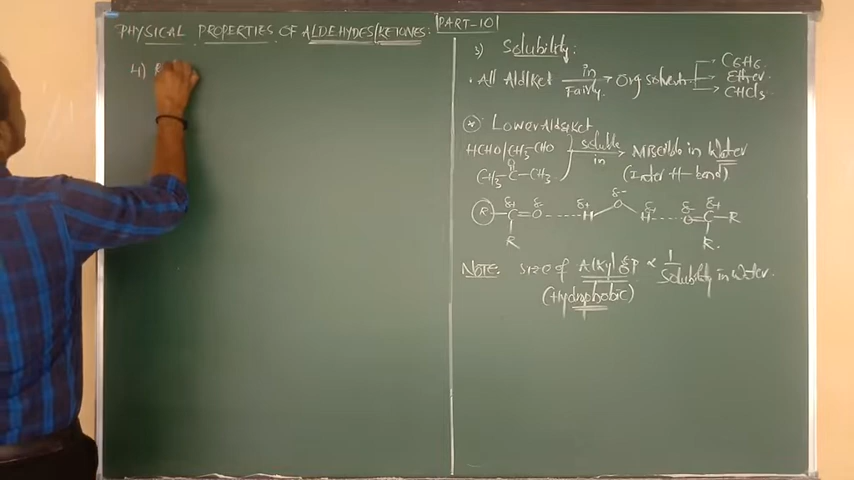 PHYSICAL PROPERTIES OF ALDEHYDES/KETONES: PART-10
4)
3) Solubility:
• All Ald/Ket in Fairly → Org solvent → C6H6.
→ Ether.
→ CHCl3
(*) Lower Ald & Ket
HCHO/CH3-CHO soluble in → in Water
O
CH3-C-CH3 (Inter H-bond)
δ-
O
δ+ δ- δ+ δ+ δ- δ+
R-C=O ----- H H ---- O=C-R
R R.
NOTE: size of Alkyl gp ∝ 1/Solubility in Water.
(Hydrophobic)